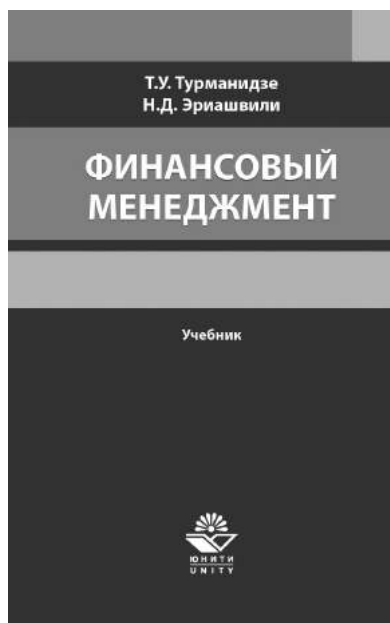 Т.У. Турманидзе
Н.Д. Эриашвили
ФИНАНСОВЫЙ
МЕНЕДЖМЕНТ
Учебник
ЮНИТИ
UNITY